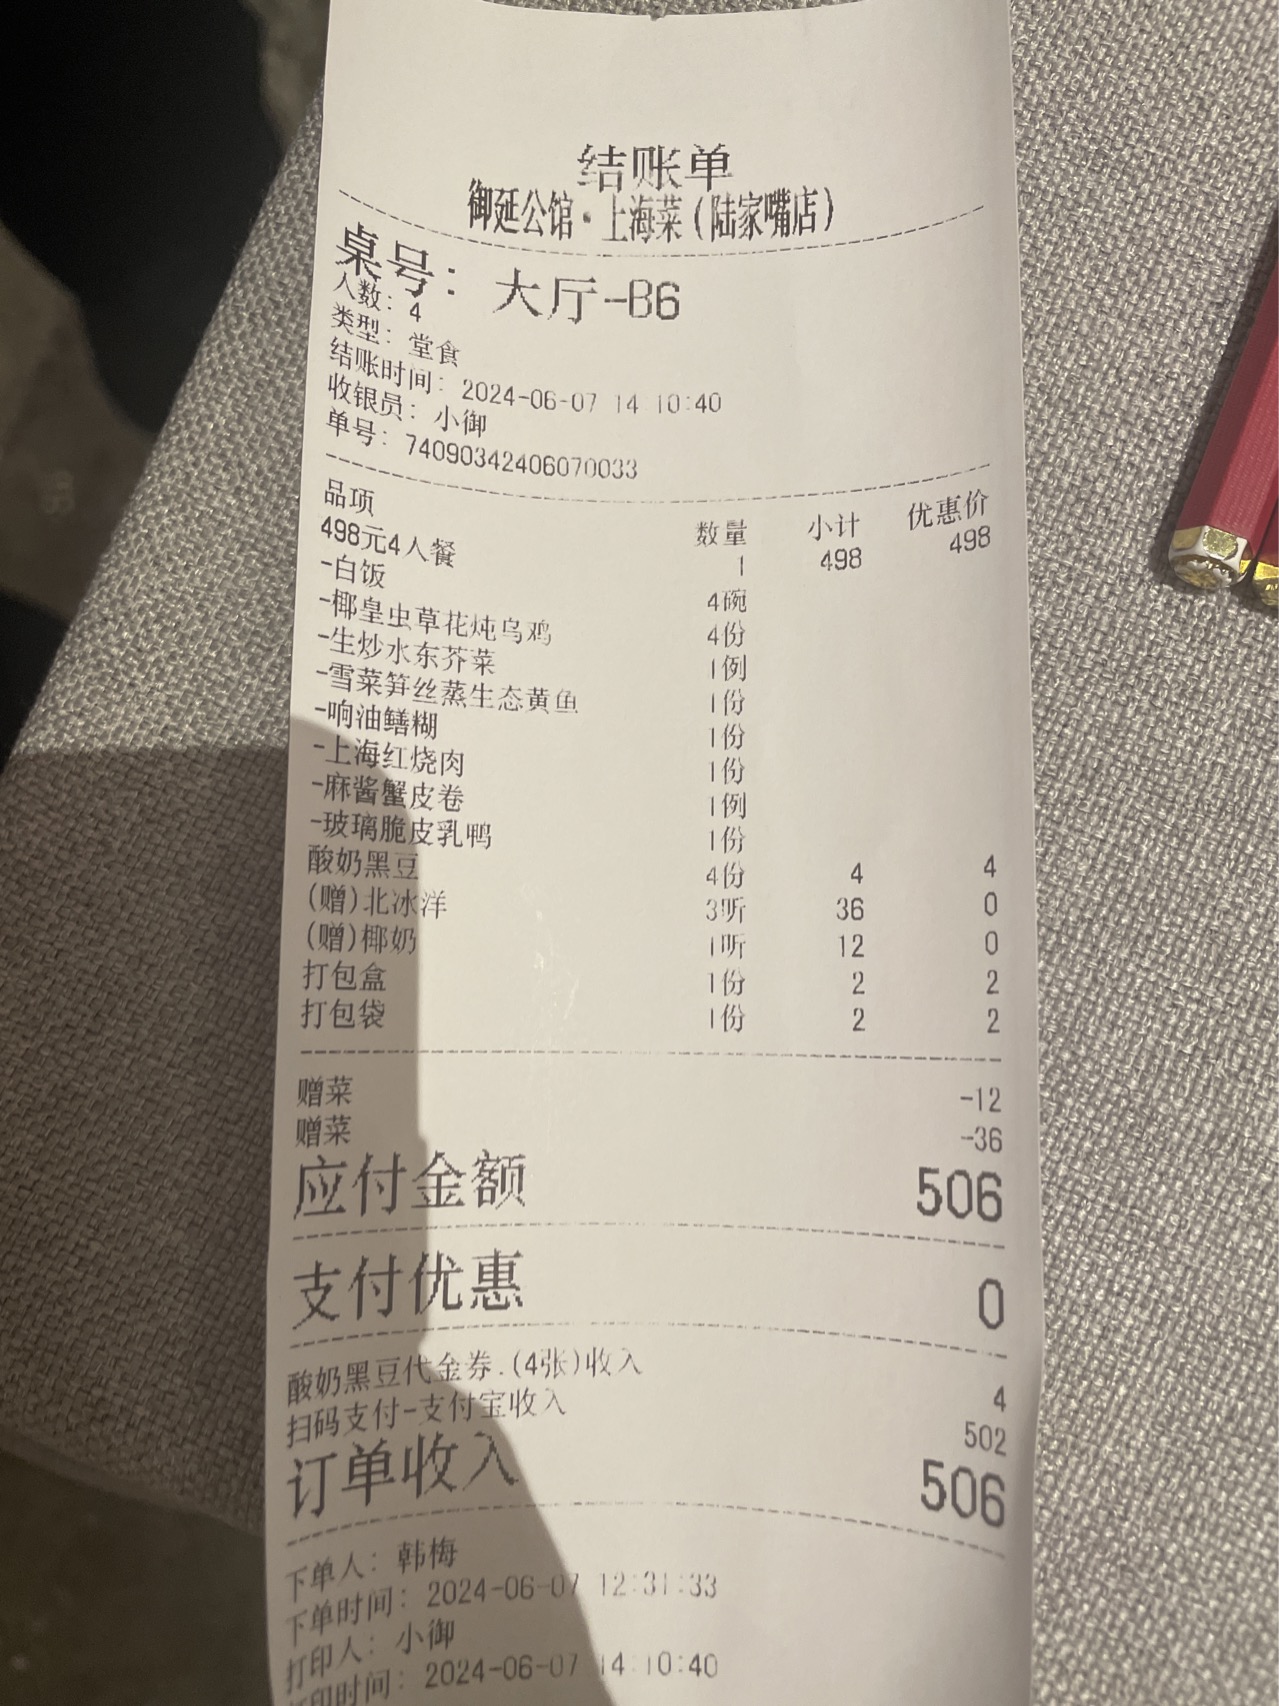 结账单
御延公馆·上海菜(陆家嘴店)
桌号: 大厅-B6
人数: 4
类型: 堂食
结账时间: 2024-06-07 14:10:40
收银员: 小御
单号: 74090342406070033
品项 数量 小计 优惠价
498元4人餐 1 498 498
-白饭 4碗
-椰皇虫草花炖乌鸡 4份
-生炒水东芥菜 1例
-雪菜笋丝蒸生态黄鱼 1份
-响油鳝糊 1份
-上海红烧肉 1份
-麻酱蟹皮卷 1例
-玻璃脆皮乳鸭 1份
酸奶黑豆 4份 4 4
(赠)北冰洋 3听 36 0
(赠)椰奶 1听 12 0
打包盒 1份 2 2
打包袋 1份 2 2
赠菜 -12
赠菜 -36
应付金额 506
支付优惠 0
酸奶黑豆代金券.(4张)收入 4
扫码支付-支付宝收入 502
订单收入 506
下单人: 韩梅
下单时间: 2024-06-07 12:31:33
打印人: 小御
打印时间: 2024-06-07 14:10:40